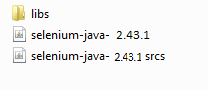 libs
selenium-java- 2.43.1
selenium-java- 2.43.1 srcs